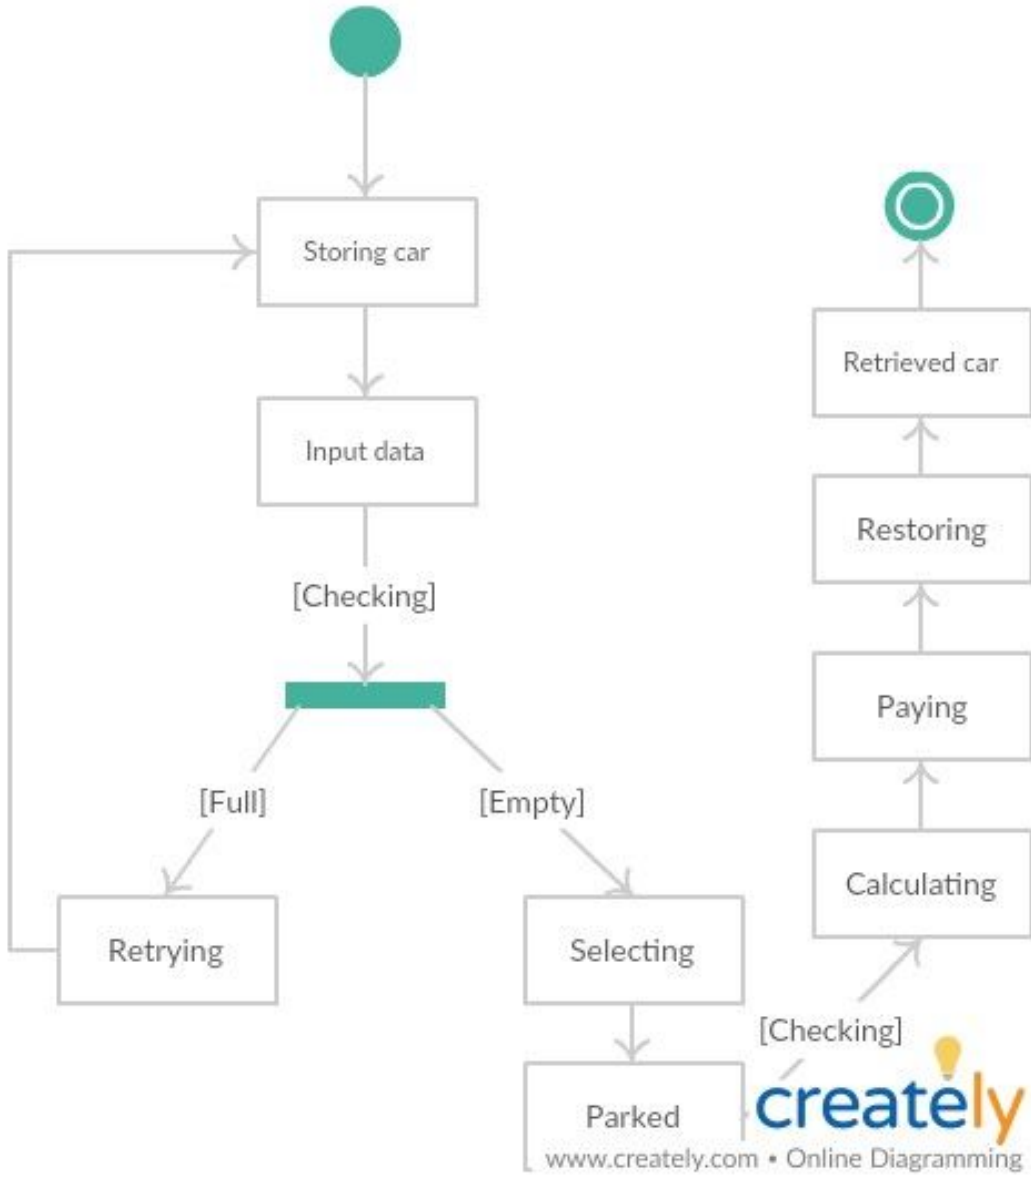 Storing car
Input data
[Checking]
[Full]
[Empty]
Retrying
Selecting
Parked
[Checking]
Calculating
Paying
Restoring
Retrieved car
creately
www.creately.com • Online Diagramming